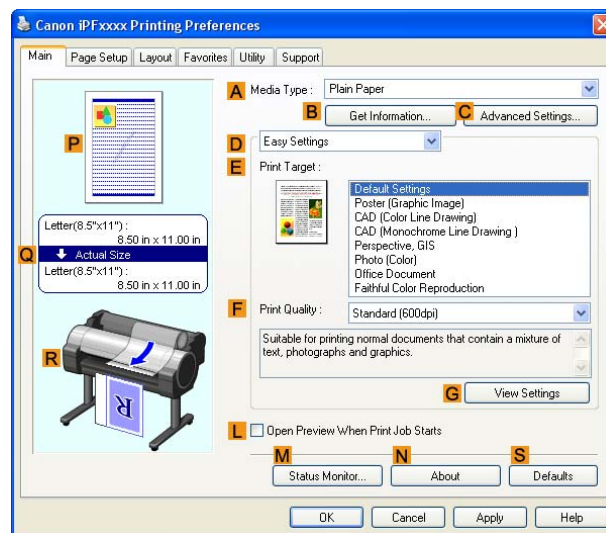 Canon iPFxxxx Printing Preferences
Main Page Setup Layout Favorites Utility Support
A Media Type : Plain Paper
B Get Information... C Advanced Settings...
D Easy Settings
E Print Target :
Default Settings
Poster (Graphic Image)
CAD (Color Line Drawing)
CAD (Monochrome Line Drawing )
Perspective, GIS
Photo (Color)
Office Document
Faithful Color Reproduction
F Print Quality : Standard (600dpi)
Suitable for printing normal documents that contain a mixture of
text, photographs and graphics.
G View Settings
P
Q
Letter(8.5"x11") :
8.50 in x 11.00 in
Actual Size
Letter(8.5"x11") :
8.50 in x 11.00 in
R
R
L Open Preview When Print Job Starts
M N S
Status Monitor... About Defaults
OK Cancel Apply Help